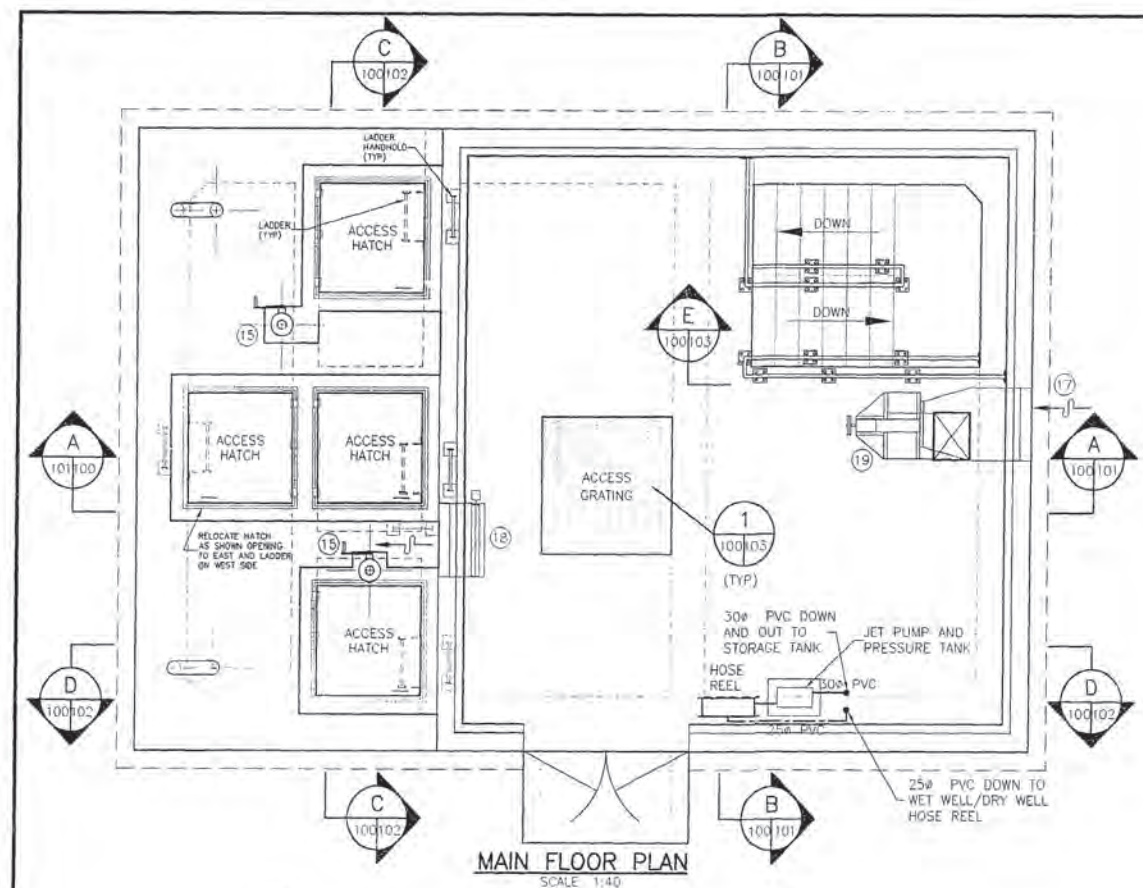 C
100 102
B
100 101
LADDER
HANDHOLD
(TYP)
LADDER
(TYP)
ACCESS
HATCH
DOWN
DOWN
15
E
100 103
17
A
101 100
ACCESS
HATCH
ACCESS
HATCH
ACCESS
GRATING
19
A
100 101
RELOCATE HATCH
AS SHOWN OPENING
TO EAST AND LADDER
ON WEST SIDE
15
18
1
100 103
(TYP)
ACCESS
HATCH
30ø PVC DOWN
AND OUT TO
STORAGE TANK
JET PUMP AND
PRESSURE TANK
HOSE
REEL
30ø PVC
25ø PVC
D
100 102
D
100 102
25ø PVC DOWN TO
WET WELL/DRY WELL
HOSE REEL
C
100 102
B
100 101
MAIN FLOOR PLAN
SCALE 1:40